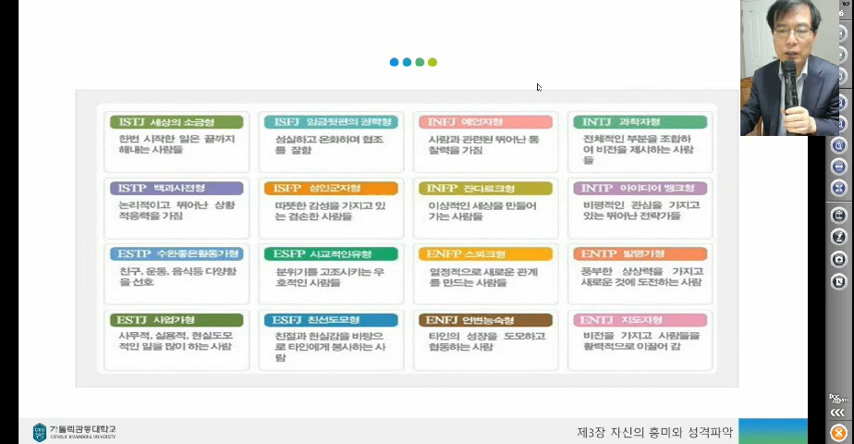 ISTJ 세상의 소금형
한번 시작한 일은 끝까지
해내는 사람들
ISFJ 임금뒷편의 권력형
성실하고 온화하며 협조
를 잘함
INFJ 예언자형
사람과 관련된 뛰어난 통
찰력을 가짐
INTJ 과학자형
전체적인 부분을 조합하
여 비전을 제시하는 사람
들
ISTP 백과사전형
논리적이고 뛰어난 상황
적응력을 가짐
ISFP 성인군자형
따뜻한 감성을 가지고 있
는 겸손한 사람들
INFP 잔다르크형
이상적인 세상을 만들어
가는 사람들
INTP 아이디어 뱅크형
비평적인 관심을 가지고
있는 뛰어난 전략가들
ESTP 수완좋은활동가형
친구, 운동, 음식등 다양함
을 선호
ESFP 사교적인유형
분위기를 고조시키는 우
호적인 사람들
ENFP 스파크형
열정적으로 새로운 관계
를 만드는 사람들
ENTP 발명가형
풍부한 상상력을 가지고
새로운 것에 도전하는 사람
ESTJ 사업가형
사무적, 실용적, 현실도모
적인 일을 많이 하는 사람
ESFJ 친선도모형
친절과 현실감을 바탕으
로 타인에게 봉사하는 사
람
ENFJ 언변능숙형
타인의 성장을 도모하고
협동하는 사람
ENTJ 지도자형
비전을 가지고 사람들을
활력적으로 이끌어 감
가톨릭관동대학교
CATHOLIC KWANDONG UNIVERSITY
제3장 자신의 흥미와 성격파악